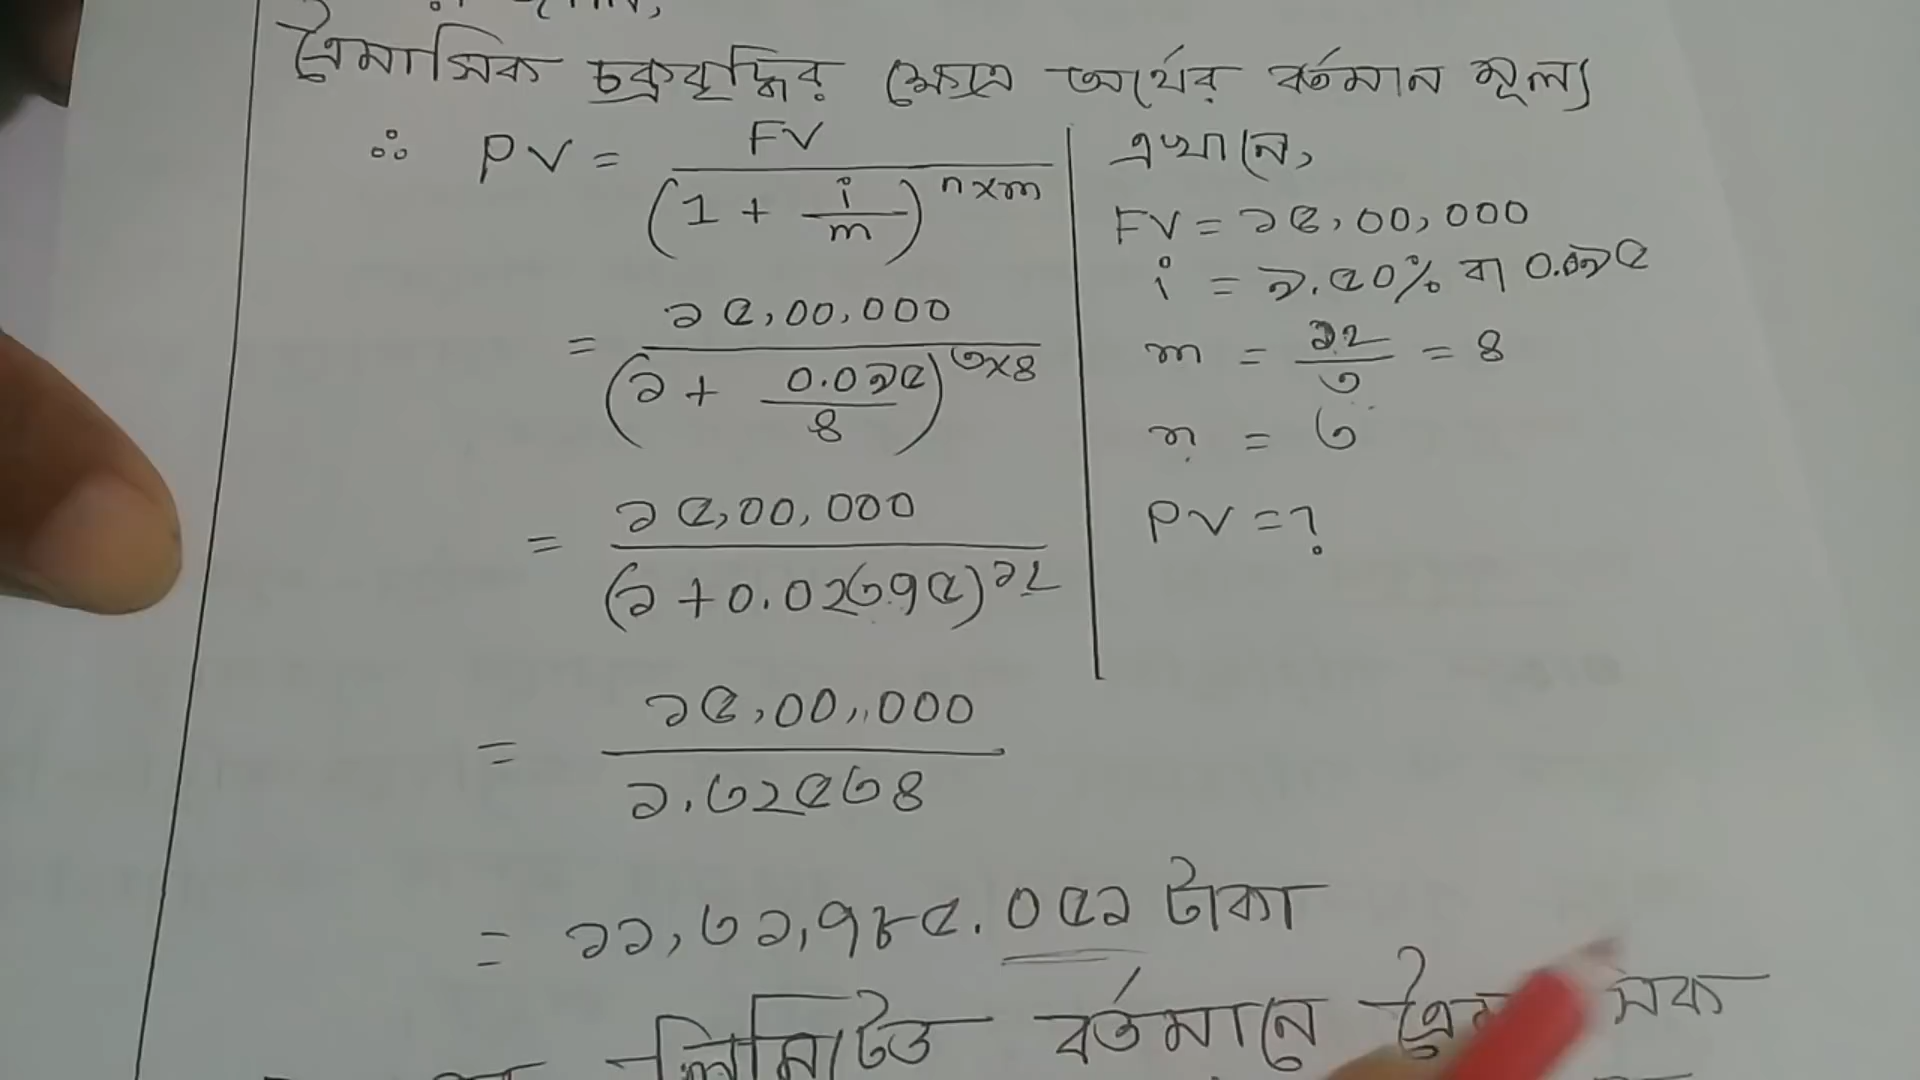 ত্রৈমাসিক চক্রবৃদ্ধির ক্ষেত্রে অর্থের বর্তমান মূল্য
∴ PV = FV / (1 + i/m)^n×m
= ১৫,০০,০০০ / (১ + ০.০৯৫/৪)^৩×৪
= ১৫,০০,০০০ / (১ + ০.০২৩৭৫)^১২
= ১৫,০০,০০০ / ১.৩২৫৩৪
= ১১,৩১,৭৮৫.০৫১ টাকা
এখানে,
FV = ১৫,০০,০০০
i = ৯.৫০% বা ০.০৯৫
m = ১২/৩ = ৪
n = ৩
PV = ?
লিমিটেড বর্তমানে